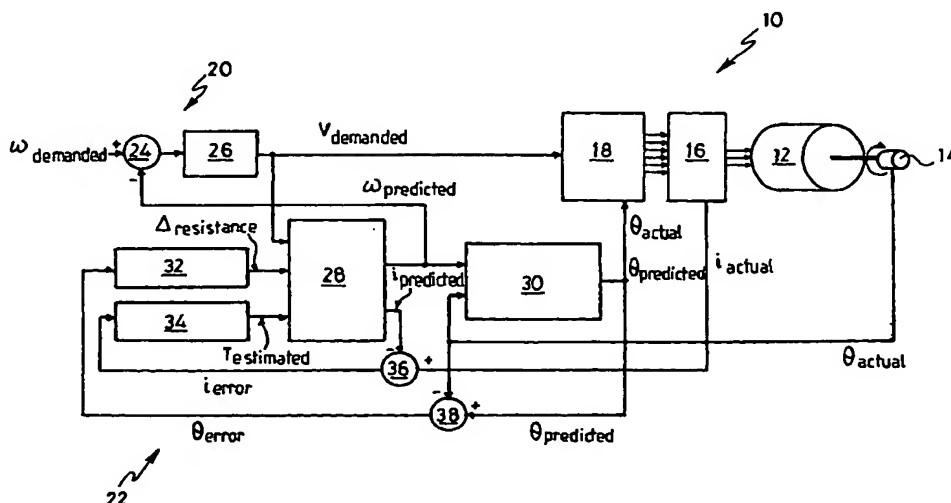 10
20
ω demanded
+
24
-
26
V demanded
18
16
12
14
ω predicted
Δ resistance
32
28
i predicted
30
θ actual
θ predicted
i actual
34
T estimated
-
36
+
θ actual
i error
-
38
+
θ error
θ predicted
22